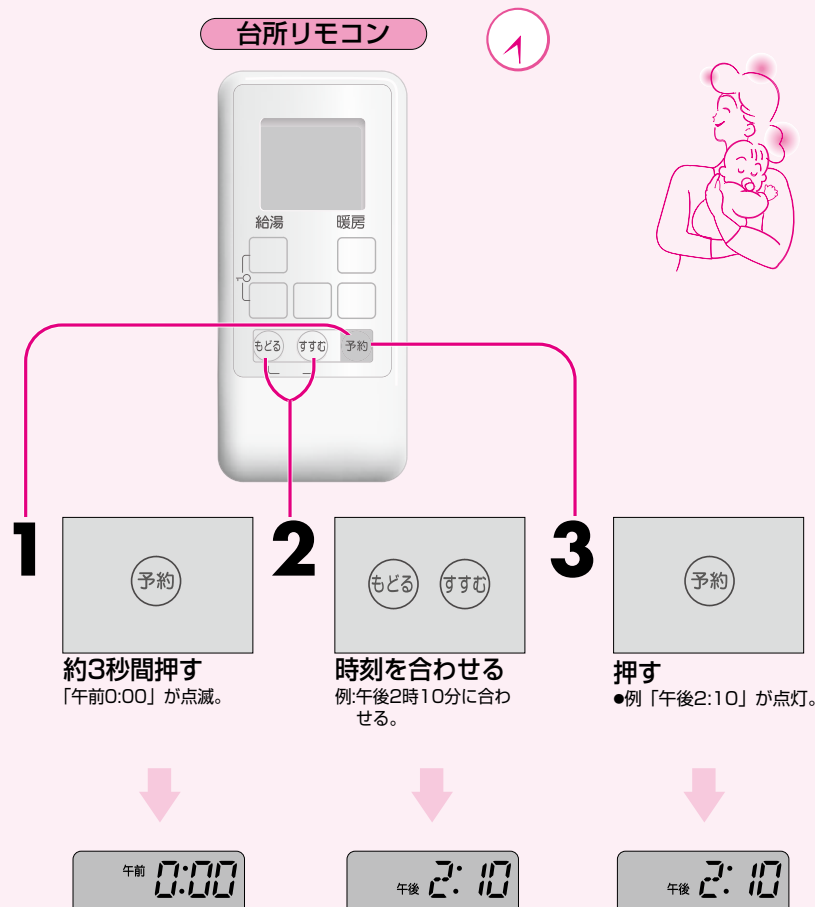 台所リモコン
給湯 暖房
もどる すすむ 予約
1
予約
約3秒間押す
「午前0:00」が点滅。
午前 0:00
2
もどる すすむ
時刻を合わせる
例:午後2時10分に合わ
せる。
午後 2:10
3
予約
押す
●例「午後2:10」が点灯。
午後 2:10